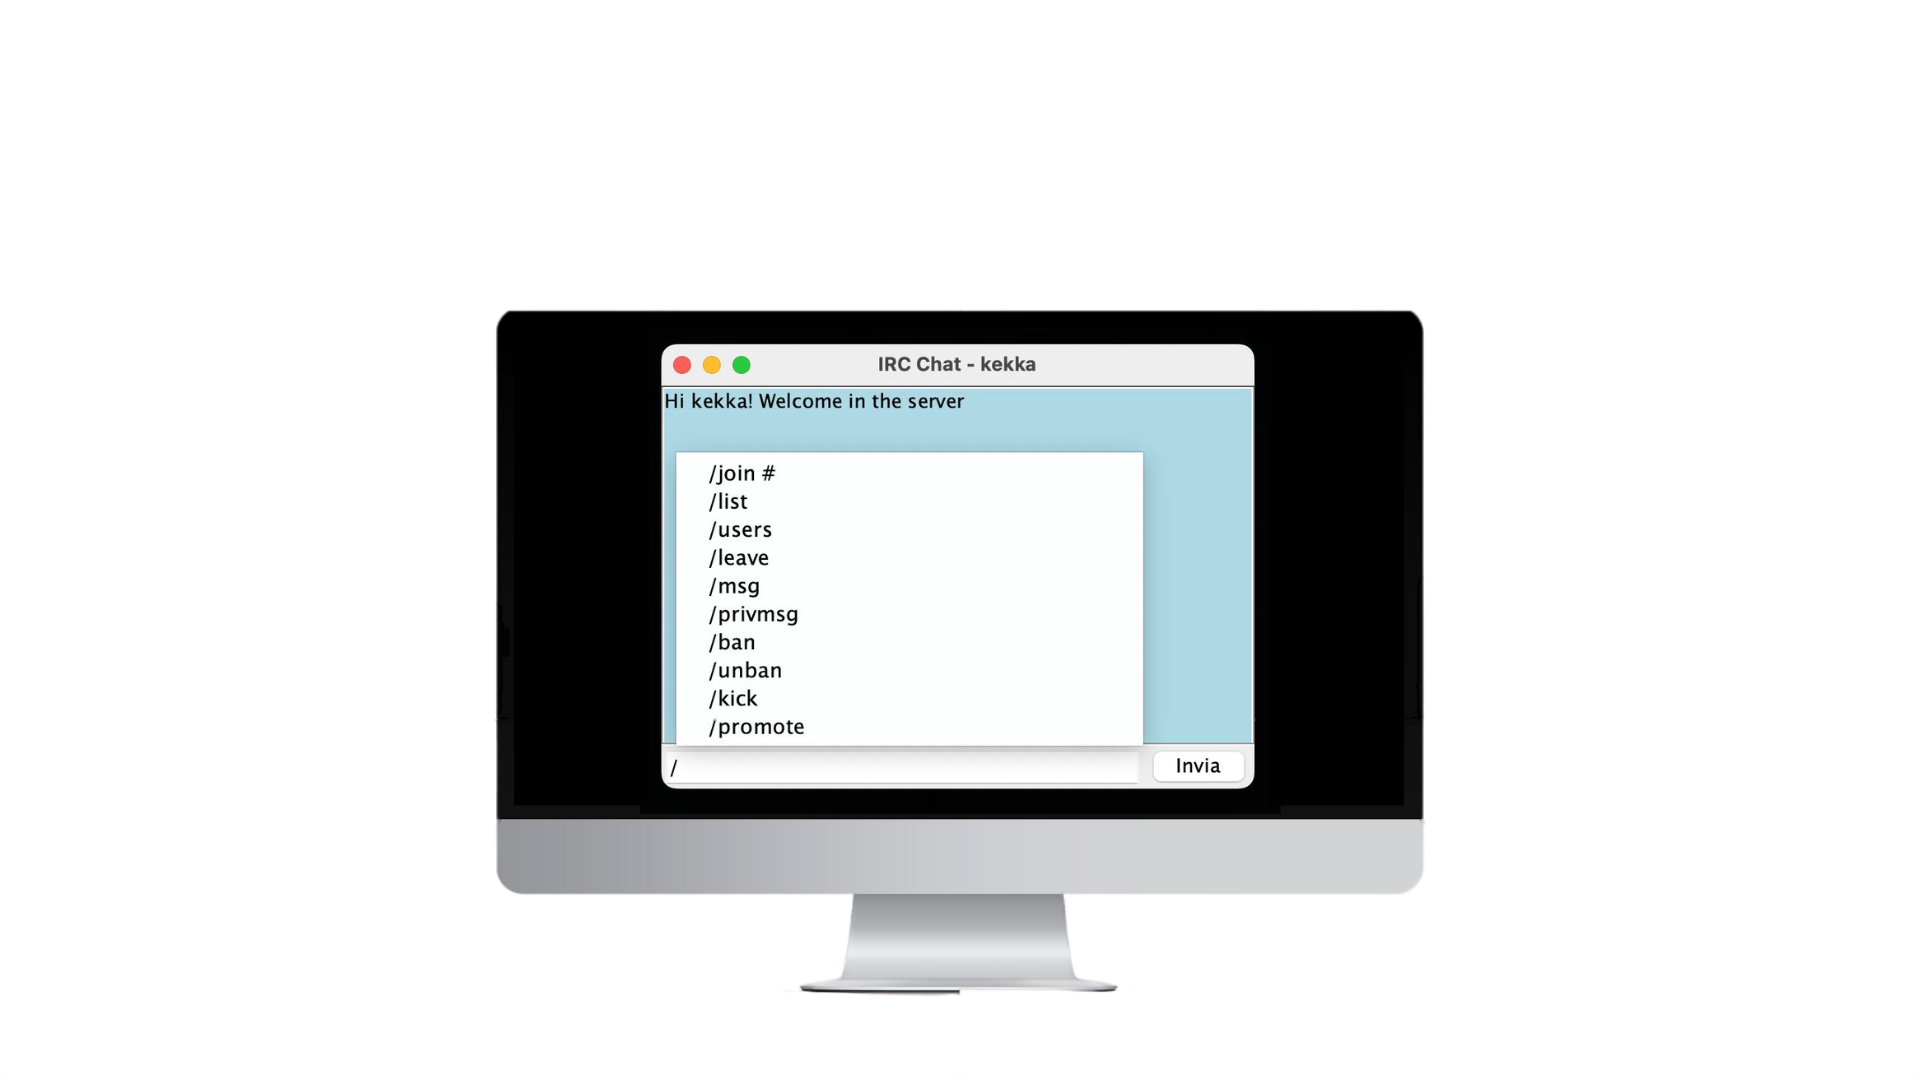 IRC Chat - kekka
Hi kekka! Welcome in the server
/join #
/list
/users
/leave
/msg
/privmsg
/ban
/unban
/kick
/promote
/
Invia